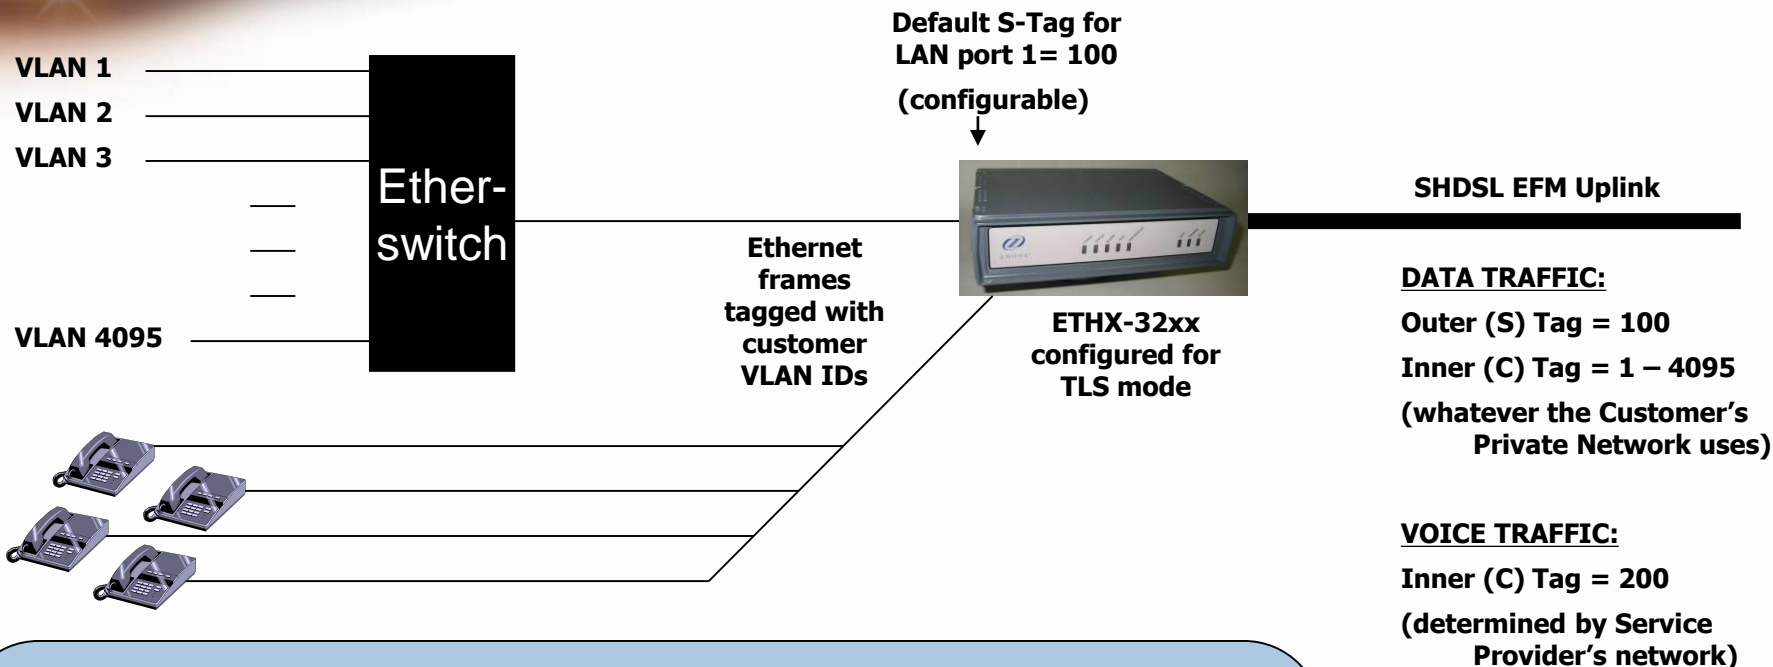 Default S-Tag for
LAN port 1= 100
(configurable)
VLAN 1
VLAN 2
VLAN 3
VLAN 4095
Ether-
switch
Ethernet
frames
tagged with
customer
VLAN IDs
ETHX-32xx
configured for
TLS mode
SHDSL EFM Uplink
DATA TRAFFIC:
Outer (S) Tag = 100
Inner (C) Tag = 1 – 4095
(whatever the Customer’s
Private Network uses)
VOICE TRAFFIC:
Inner (C) Tag = 200
(determined by Service
Provider’s network)